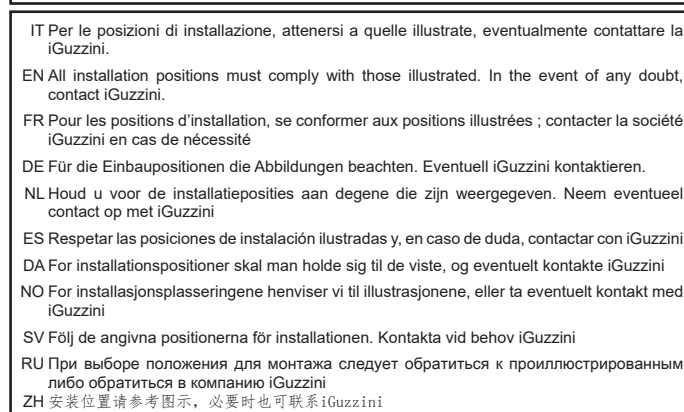 IT Per le posizioni di installazione, attenersi a quelle illustrate, eventualmente contattare la
iGuzzini.
EN All installation positions must comply with those illustrated. In the event of any doubt,
contact iGuzzini.
FR Pour les positions d'installation, se conformer aux positions illustrées ; contacter la société
iGuzzini en cas de nécessité
DE Für die Einbaupositionen die Abbildungen beachten. Eventuell iGuzzini kontaktieren.
NL Houd u voor de installatieposities aan degene die zijn weergegeven. Neem eventueel
contact op met iGuzzini
ES Respetar las posiciones de instalación ilustradas y, en caso de duda, contactar con iGuzzini
DA For installationspositioner skal man holde sig til de viste, og eventuelt kontakte iGuzzini
NO For installasjonsplasseringene henviser vi til illustrasjonene, eller ta eventuelt kontakt med
iGuzzini
SV Följ de angivna positionerna för installationen. Kontakta vid behov iGuzzini
RU При выборе положения для монтажа следует обратиться к проиллюстрированным
либо обратиться в компанию iGuzzini
ZH 安装位置请参考图示, 必要时也可联系iGuzzini